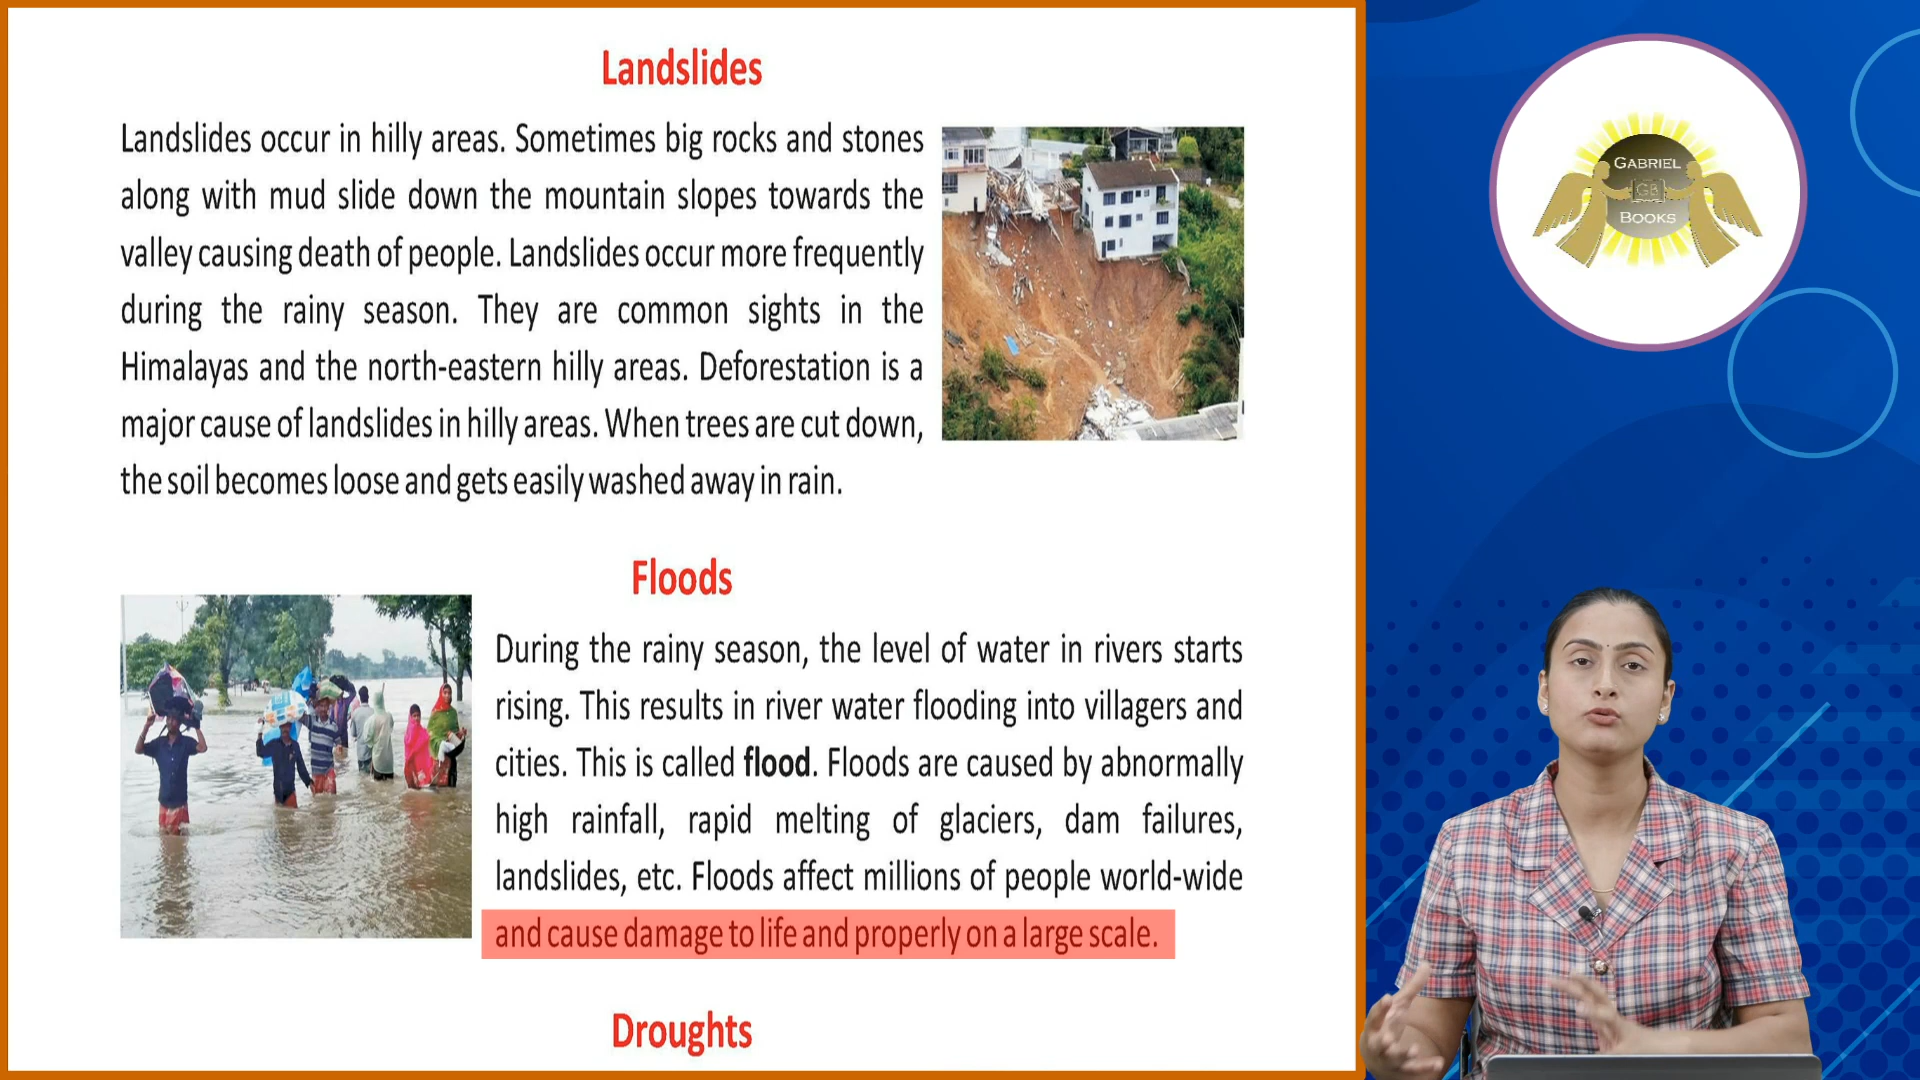 Landslides
Landslides occur in hilly areas. Sometimes big rocks and stones
along with mud slide down the mountain slopes towards the
valley causing death of people. Landslides occur more frequently
during the rainy season. They are common sights in the
Himalayas and the north-eastern hilly areas. Deforestation is a
major cause of landslides in hilly areas. When trees are cut down,
the soil becomes loose and gets easily washed away in rain.
Floods
During the rainy season, the level of water in rivers starts
rising. This results in river water flooding into villagers and
cities. This is called flood. Floods are caused by abnormally
high rainfall, rapid melting of glaciers, dam failures,
landslides, etc. Floods affect millions of people world-wide
and cause damage to life and properly on a large scale.
Droughts
GABRIEL
GB
BOOKS